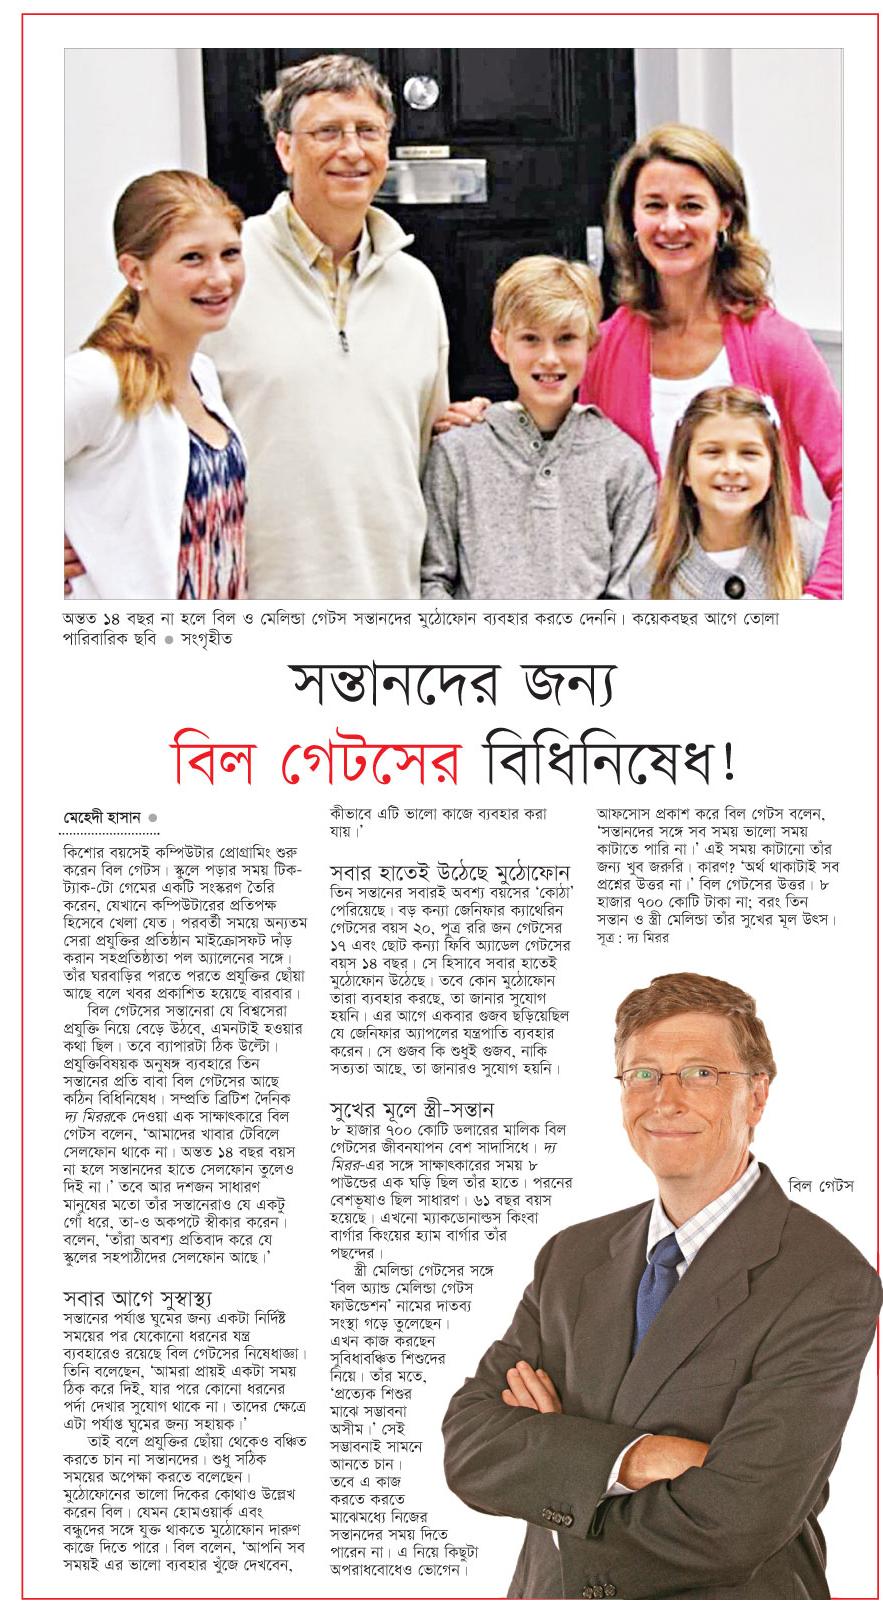 অন্তত ১৪ বছর না হলে বিল ও মেলিন্ডা গেটস সন্তানদের মুঠোফোন ব্যবহার করতে দেননি। কয়েকবছর আগে তোলা
পারিবারিক ছবি ● সংগৃহীত
সন্তানদের জন্য
বিল গেটসের বিধিনিষেধ!
মেহেদী হাসান ●
কিশোর বয়সেই কম্পিউটার প্রোগ্রামিং শুরু
করেন বিল গেটস। স্কুলে পড়ার সময় টিক-
ট্যাক-টো গেমের একটি সংস্করণ তৈরি
করেন, যেখানে কম্পিউটারের প্রতিপক্ষ
হিসেবে খেলা যেত। পরবর্তী সময়ে অন্যতম
সেরা প্রযুক্তির প্রতিষ্ঠান মাইক্রোসফট দাঁড়
করান সহপ্রতিষ্ঠাতা পল অ্যালেনের সঙ্গে।
তাঁর ঘরবাড়ির পরতে পরতে প্রযুক্তির ছোঁয়া
আছে বলে খবর প্রকাশিত হয়েছে বারবার।
বিল গেটসের সন্তানেরা যে বিশ্বসেরা
প্রযুক্তি নিয়ে বেড়ে উঠবে, এমনটাই হওয়ার
কথা ছিল। তবে ব্যাপারটা ঠিক উল্টো।
প্রযুক্তিবিষয়ক অনুষঙ্গ ব্যবহারে তিন
সন্তানের প্রতি বাবা বিল গেটসের আছে
কঠিন বিধিনিষেধ। সম্প্রতি ব্রিটিশ দৈনিক
দ্য মিররকে দেওয়া এক সাক্ষাৎকারে বিল
গেটস বলেন, ‘আমাদের খাবার টেবিলে
সেলফোন থাকে না। অন্তত ১৪ বছর বয়স
না হলে সন্তানদের হাতে সেলফোন তুলেও
দিই না।’ তবে আর দশজন সাধারণ
মানুষের মতো তাঁর সন্তানেরাও যে একটু
গোঁ ধরে, তা-ও অকপটে স্বীকার করেন।
বলেন, ‘তাঁরা অবশ্য প্রতিবাদ করে যে
স্কুলের সহপাঠীদের সেলফোন আছে।’
সবার আগে সুস্বাস্থ্য
সন্তানের পর্যাপ্ত ঘুমের জন্য একটা নির্দিষ্ট
সময়ের পর যেকোনো ধরনের যন্ত্র
ব্যবহারেও রয়েছে বিল গেটসের নিষেধাজ্ঞা।
তিনি বলেছেন, ‘আমরা প্রায়ই একটা সময়
ঠিক করে দিই, যার পরে কোনো ধরনের
পর্দা দেখার সুযোগ থাকে না। তাদের ক্ষেত্রে
এটা পর্যাপ্ত ঘুমের জন্য সহায়ক।’
তাই বলে প্রযুক্তির ছোঁয়া থেকেও বঞ্চিত
করতে চান না সন্তানদের। শুধু সঠিক
সময়ের অপেক্ষা করতে বলেছেন।
মুঠোফোনের ভালো দিকের কোথাও উল্লেখ
করেন বিল। যেমন হোমওয়ার্ক এবং
বন্ধুদের সঙ্গে যুক্ত থাকতে মুঠোফোন দারুণ
কাজে দিতে পারে। বিল বলেন, ‘আপনি সব
সময়ই এর ভালো ব্যবহার খুঁজে দেখবেন,
কীভাবে এটি ভালো কাজে ব্যবহার করা
যায়।’
সবার হাতেই উঠেছে মুঠোফোন
তিন সন্তানের সবারই অবশ্য বয়সের ‘কোঠা’
পেরিয়েছে। বড় কন্যা জেনিফার ক্যাথেরিন
গেটসের বয়স ২০, পুত্র ররি জন গেটসের
১৭ এবং ছোট কন্যা ফিবি অ্যাডেল গেটসের
বয়স ১৪ বছর। সে হিসাবে সবার হাতেই
মুঠোফোন উঠেছে। তবে কোন মুঠোফোন
তারা ব্যবহার করছে, তা জানার সুযোগ
হয়নি। এর আগে একবার গুজব ছড়িয়েছিল
যে জেনিফার অ্যাপলের যন্ত্রপাতি ব্যবহার
করেন। সে গুজব কি শুধুই গুজব, নাকি
সত্যতা আছে, তা জানারও সুযোগ হয়নি।
সুখের মূলে স্ত্রী-সন্তান
৮ হাজার ৭০০ কোটি ডলারের মালিক বিল
গেটসের জীবনযাপন বেশ সাদাসিধে। দ্য
মিরর-এর সঙ্গে সাক্ষাৎকারের সময় ৮
পাউন্ডের এক ঘড়ি ছিল তাঁর হাতে। পরনের
বেশভূষাও ছিল সাধারণ। ৬১ বছর বয়স
হয়েছে। এখনো ম্যাকডোনাল্ডস কিংবা
বার্গার কিংয়ের হ্যাম বার্গার তাঁর
পছন্দের।
স্ত্রী মেলিন্ডা গেটসের সঙ্গে
‘বিল অ্যান্ড মেলিন্ডা গেটস
ফাউন্ডেশন’ নামের দাতব্য
সংস্থা গড়ে তুলেছেন।
এখন কাজ করছেন
সুবিধাবঞ্চিত শিশুদের
নিয়ে। তাঁর মতে,
‘প্রত্যেক শিশুর
মাঝে সম্ভাবনা
অসীম।’ সেই
সম্ভাবনাই সামনে
আনতে চান।
তবে এ কাজ
করতে করতে
মাঝেমধ্যে নিজের
সন্তানদের সময় দিতে
পারেন না। এ নিয়ে কিছুটা
অপরাধবোধেও ভোগেন।
আফসোস প্রকাশ করে বিল গেটস বলেন,
‘সন্তানদের সঙ্গে সব সময় ভালো সময়
কাটাতে পারি না।’ এই সময় কাটানো তাঁর
জন্য খুব জরুরি। কারণ? ‘অর্থ থাকাটাই সব
প্রশ্নের উত্তর না।’ বিল গেটসের উত্তর। ৮
হাজার ৭০০ কোটি টাকা না; বরং তিন
সন্তান ও স্ত্রী মেলিন্ডা তাঁর সুখের মূল উৎস।
সূত্র : দ্য মিরর
বিল গেটস